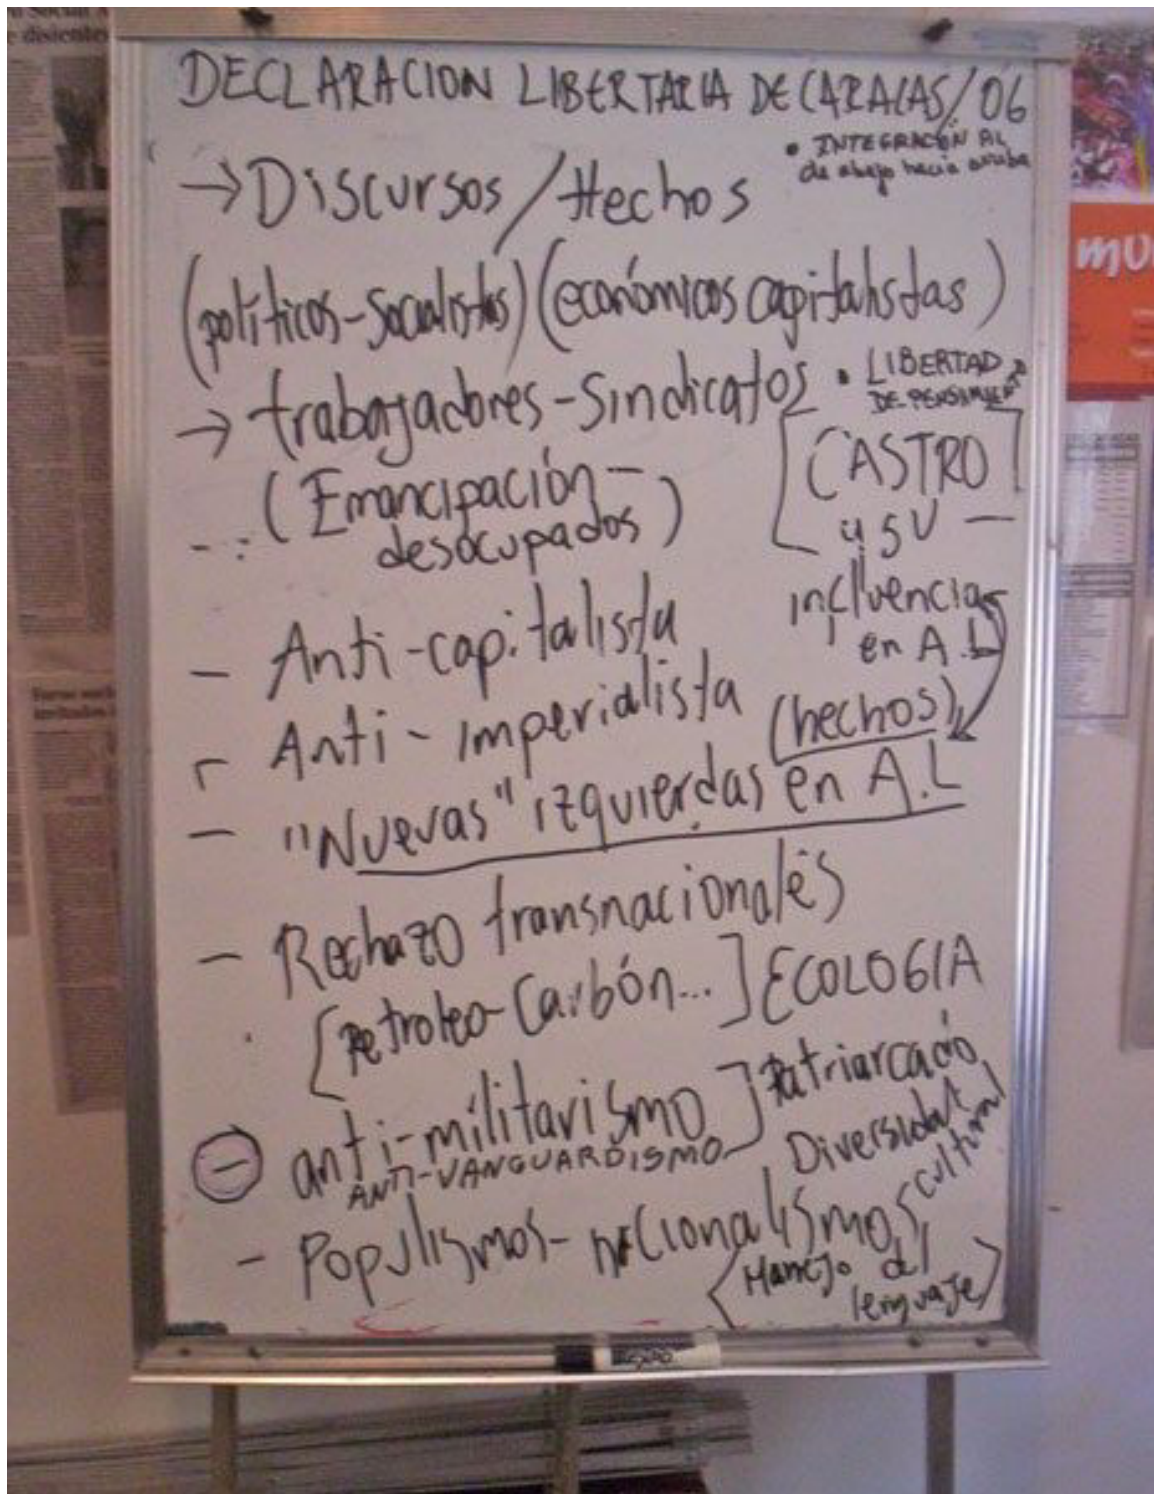 DECLARACION LIBERTARIA DE CARACAS/06
• INTEGRACIÓN AL
de abajo hacia arriba
→ Discursos/Hechos
(políticos-socialistas) (económicos capitalistas)
→ trabajadores-Sindicatos
• LIBERTAD
DE PENSAMIENTO
(Emancipación-
desocupados)
[CASTRO]
y su —
influencia
en A.L
- Anti-capitalista
- Anti-imperialista
(hechos)
- "Nuevas" izquierdas en A.L
- Rechazo transnacionales
[Petroleo-Carbón...] ECOLOGIA
- anti-militarismo] Patriarcado,
ANTI-VANGUARDISMO
Diversidad
cultural
- Populismos-nacionalismos,
(Manejo del
lenguaje)
mu
e disientes